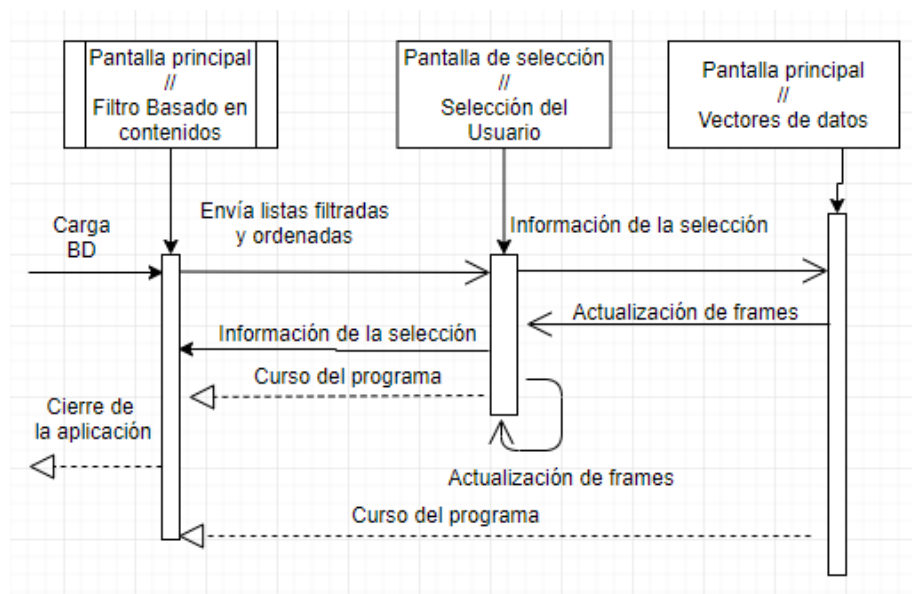 Pantalla principal
//
Filtro Basado en
contenidos
Pantalla de selección
//
Selección del
Usuario
Pantalla principal
//
Vectores de datos
Carga
BD
Envía listas filtradas
y ordenadas
Información de la selección
Actualización de frames
Información de la selección
Curso del programa
Cierre de
la aplicación
Actualización de frames
Curso del programa